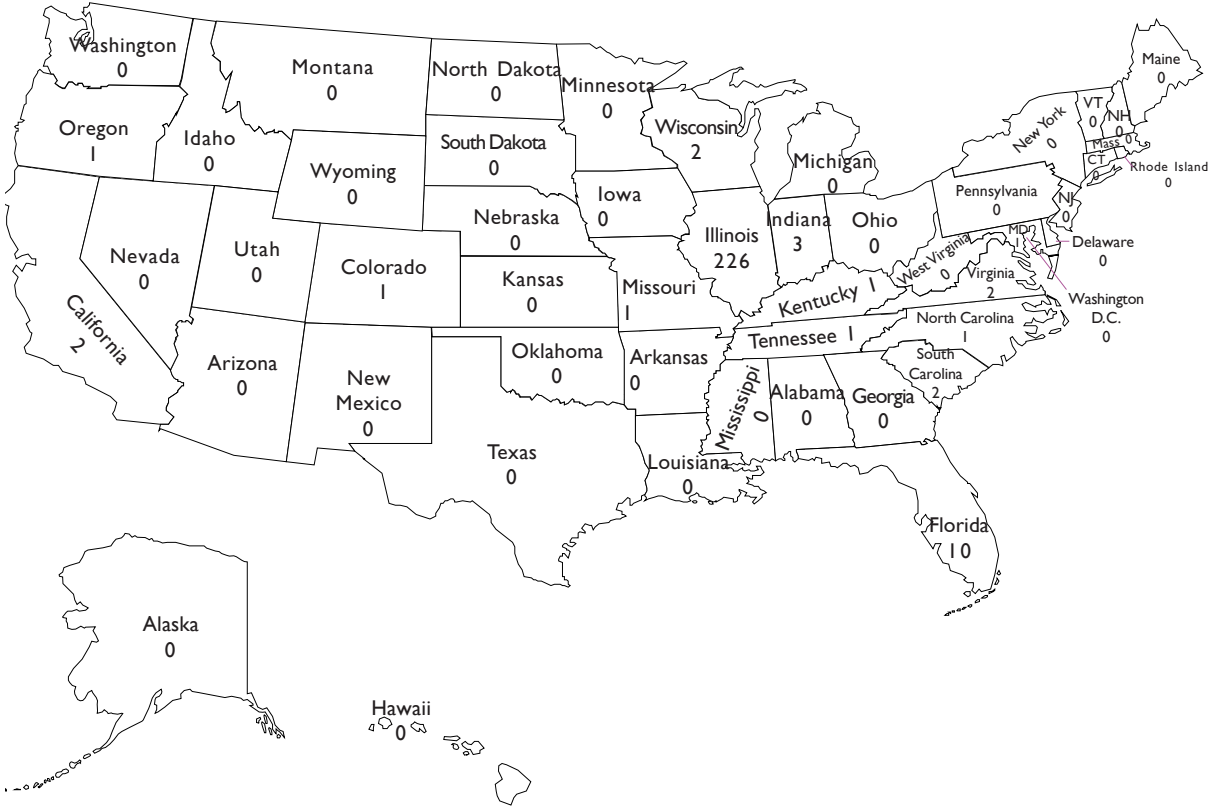 Washington
0
Oregon
1
California
2
Nevada
0
Idaho
0
Montana
0
Wyoming
0
Utah
0
Arizona
0
Colorado
1
New
Mexico
0
North Dakota
0
South Dakota
0
Nebraska
0
Kansas
0
Oklahoma
0
Texas
0
Minnesota
0
Iowa
0
Missouri
1
Arkansas
0
Louisiana
0
Wisconsin
2
Illinois
226
Michigan
0
Indiana
3
Ohio
0
Kentucky 1
Tennessee 1
Mississippi
0
Alabama
0
Georgia
0
Florida
10
South
Carolina
2
North Carolina
1
Virginia
2
West Virginia
0
MD
1
Delaware
0
Washington
D.C.
0
Pennsylvania
0
NJ
0
New York
0
CT
0
Rhode Island
0
Mass 0
VT
0
NH
0
Maine
0
Alaska
0
Hawaii
0